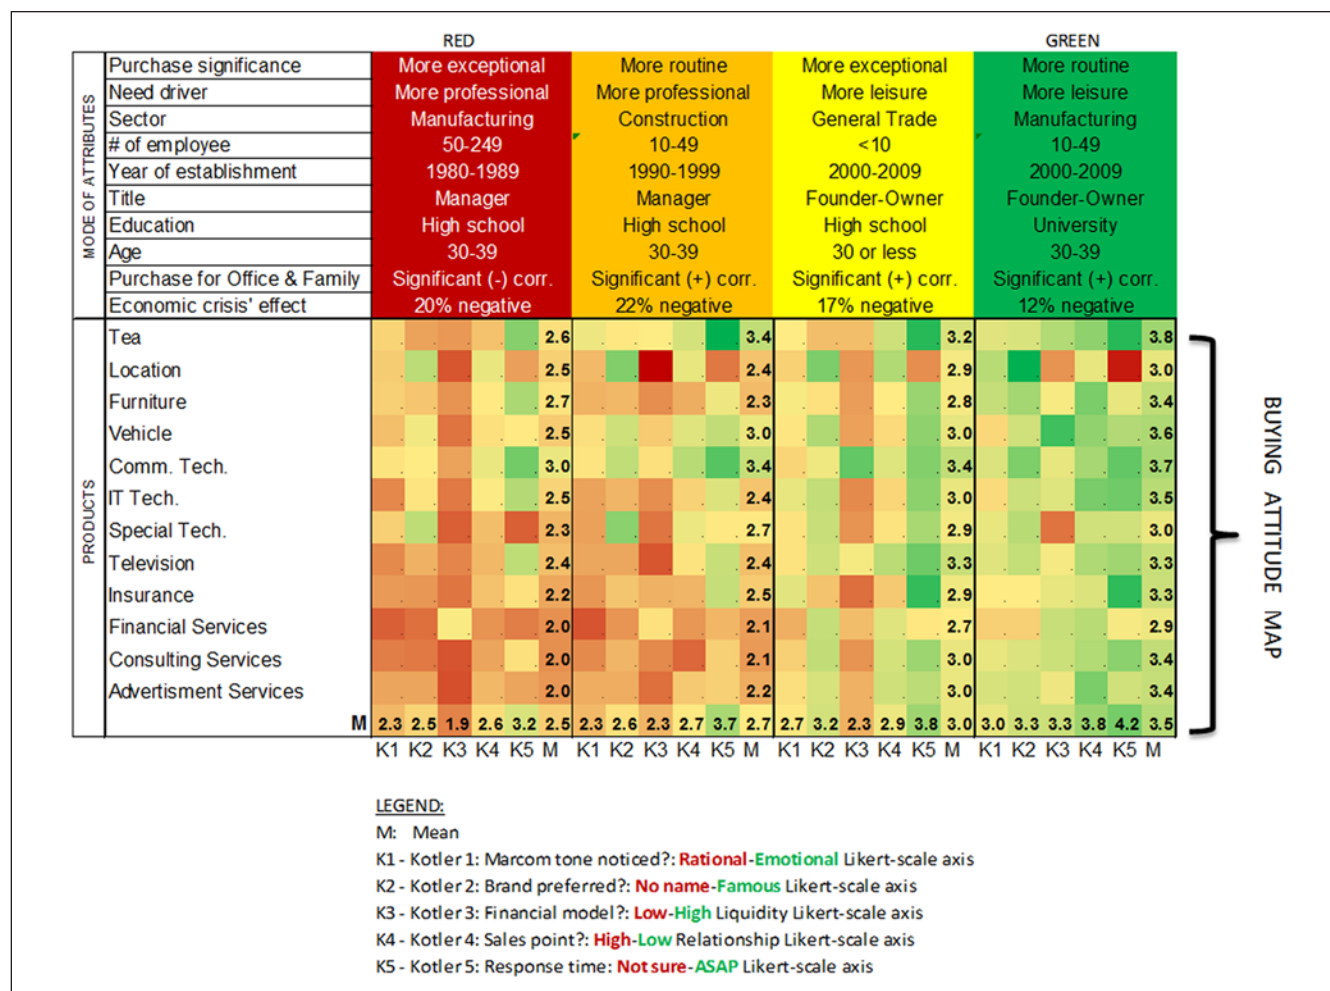 RED GREEN
Purchase significance More exceptional More routine More exceptional More routine
Need driver More professional More professional More leisure More leisure
Sector Manufacturing Construction General Trade Manufacturing
# of employee 50-249 10-49 <10 10-49
Year of establishment 1980-1989 1990-1999 2000-2009 2000-2009
Title Manager Manager Founder-Owner Founder-Owner
Education High school High school High school University
Age 30-39 30-39 30 or less 30-39
Purchase for Office & Family Significant (-) corr. Significant (+) corr. Significant (+) corr. Significant (+) corr.
Economic crisis' effect 20% negative 22% negative 17% negative 12% negative
MODE OF ATTRIBUTES
Tea 2.6 3.4 3.2 3.8
Location 2.5 2.4 2.9 3.0
Furniture 2.7 2.3 2.8 3.4
Vehicle 2.5 3.0 3.0 3.6
Comm. Tech. 3.0 3.4 3.4 3.7
IT Tech. 2.5 2.4 3.0 3.5
Special Tech. 2.3 2.7 2.9 3.0
Television 2.4 2.4 3.3 3.3
Insurance 2.2 2.5 2.9 3.3
Financial Services 2.0 2.1 2.7 2.9
Consulting Services 2.0 2.1 3.0 3.4
Advertisment Services 2.0 2.2 3.0 3.4
M 2.3 2.5 1.9 2.6 3.2 2.5 2.3 2.6 2.3 2.7 3.7 2.7 2.7 3.2 2.3 2.9 3.8 3.0 3.0 3.3 3.3 3.8 4.2 3.5
K1 K2 K3 K4 K5 M K1 K2 K3 K4 K5 M K1 K2 K3 K4 K5 M K1 K2 K3 K4 K5 M
PRODUCTS
BUYING ATTITUDE MAP
LEGEND:
M: Mean
K1 - Kotler 1: Marcom tone noticed?: Rational-Emotional Likert-scale axis
K2 - Kotler 2: Brand preferred?: No name-Famous Likert-scale axis
K3 - Kotler 3: Financial model?: Low-High Liquidity Likert-scale axis
K4 - Kotler 4: Sales point?: High-Low Relationship Likert-scale axis
K5 - Kotler 5: Response time: Not sure-ASAP Likert-scale axis